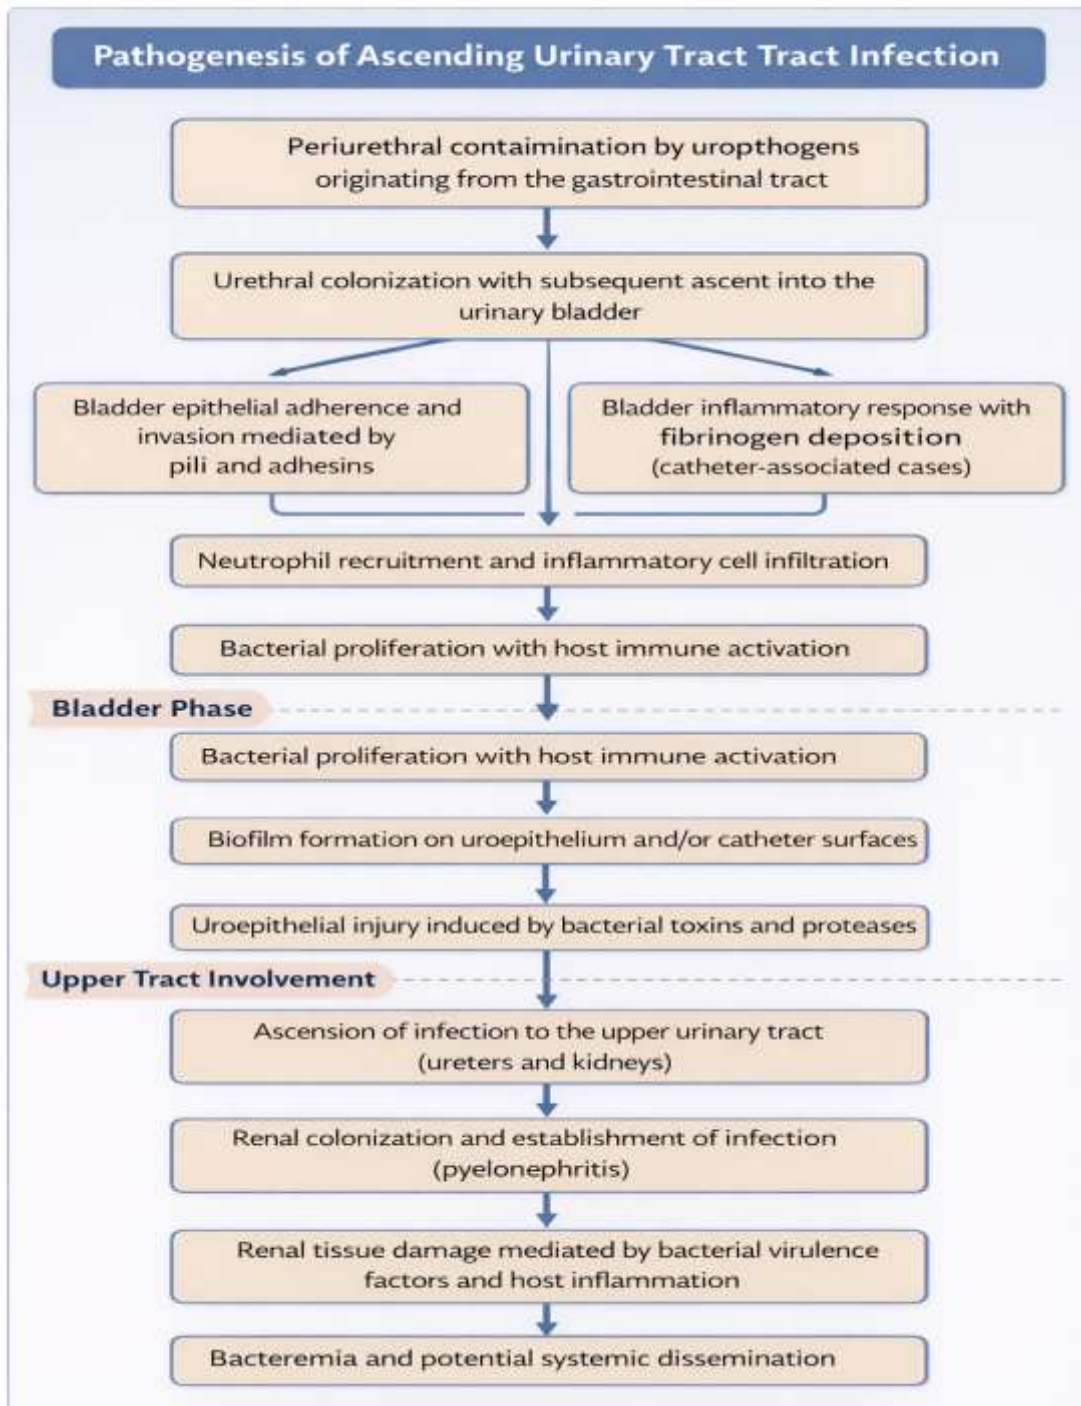 Pathogenesis of Ascending Urinary Tract Tract Infection
Periurethral contaimination by uropthogens
originating from the gastrointestinal tract
Urethral colonization with subsequent ascent into the
urinary bladder
Bladder epithelial adherence and
invasion mediated by
pili and adhesins
Bladder inflammatory response with
fibrinogen deposition
(catheter-associated cases)
Neutrophil recruitment and inflammatory cell infiltration
Bacterial proliferation with host immune activation
Bladder Phase
Bacterial proliferation with host immune activation
Biofilm formation on uroepithelium and/or catheter surfaces
Uroepithelial injury induced by bacterial toxins and proteases
Upper Tract Involvement
Ascension of infection to the upper urinary tract
(ureters and kidneys)
Renal colonization and establishment of infection
(pyelonephritis)
Renal tissue damage mediated by bacterial virulence
factors and host inflammation
Bacteremia and potential systemic dissemination